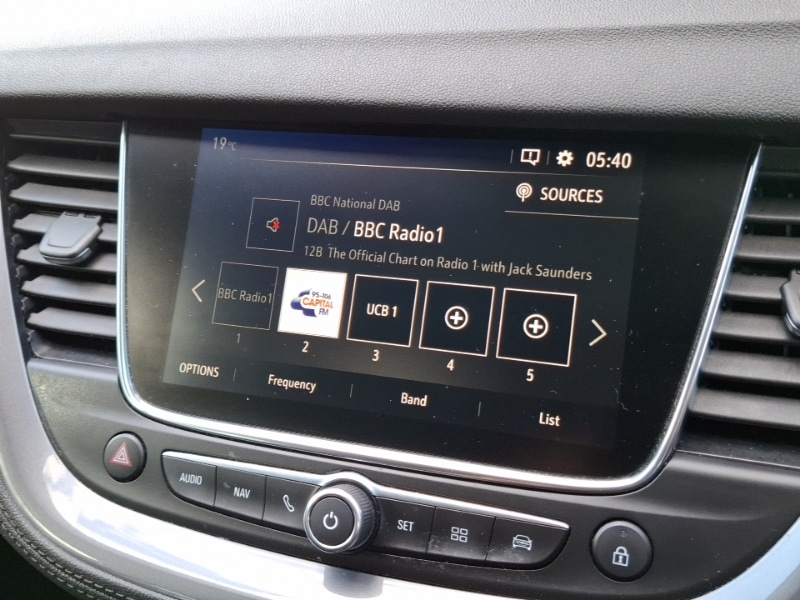 19°C
05:40
SOURCES
BBC National DAB
DAB / BBC Radio1
12B The Official Chart on Radio 1 with Jack Saunders
BBC Radio1
95-106
CAPITAL
FM
UCB 1
1
2
3
4
5
OPTIONS
Frequency
Band
List
AUDIO
NAV
SET